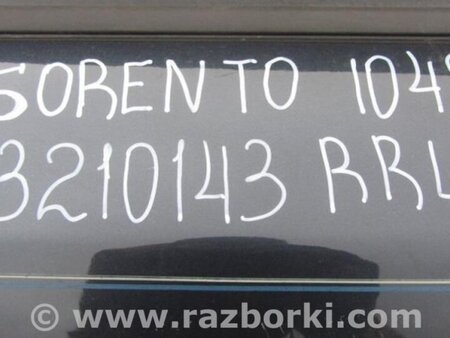 SORENTO 104
3210143 RRL
© www.razborki.com